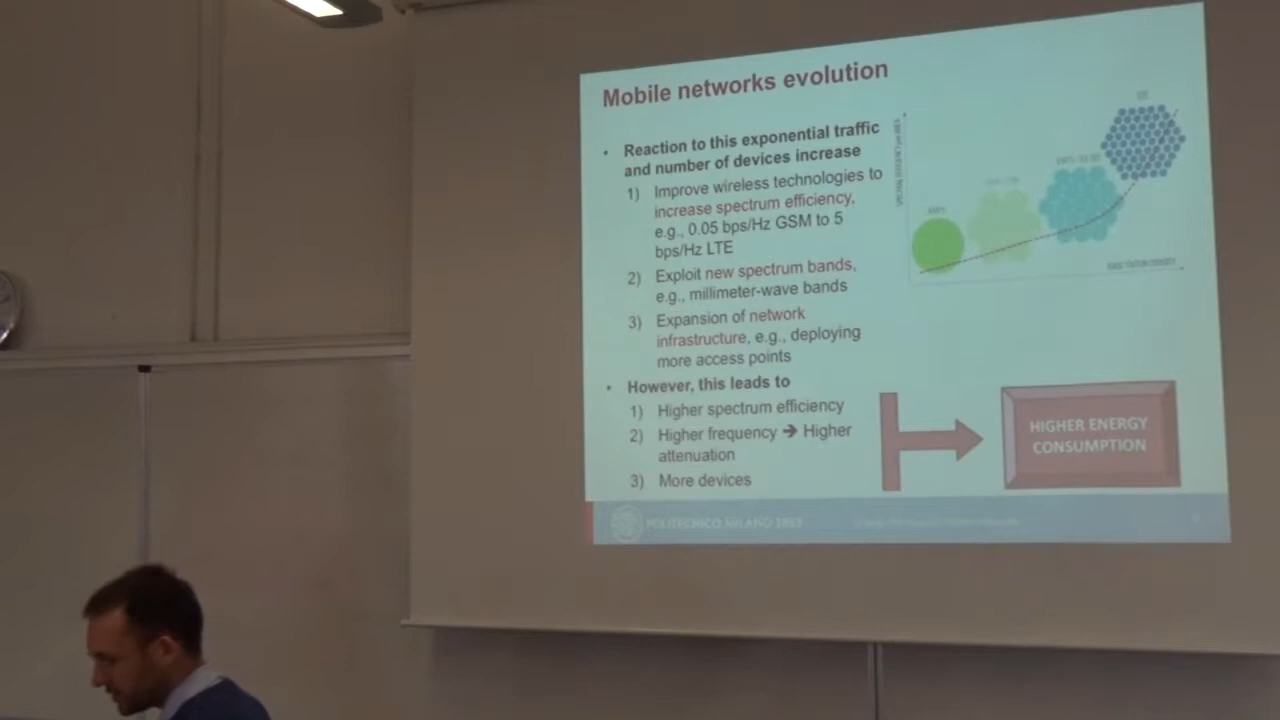 Mobile networks evolution
• Reaction to this exponential traffic
and number of devices increase
1) Improve wireless technologies to
increase spectrum efficiency,
e.g., 0.05 bps/Hz GSM to 5
bps/Hz LTE
2) Exploit new spectrum bands,
e.g., millimeter-wave bands
3) Expansion of network
infrastructure, e.g., deploying
more access points
• However, this leads to
1) Higher spectrum efficiency
2) Higher frequency ➔ Higher
attenuation
3) More devices
HIGHER ENERGY
CONSUMPTION
POLITECNICO MILANO 1863